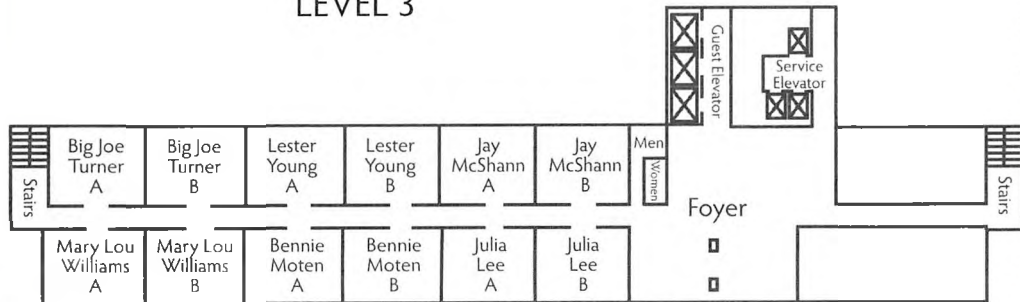 LEVEL 3
Guest Elevator
Service
Elevator
Big Joe
Turner
A
Big Joe
Turner
B
Lester
Young
A
Lester
Young
B
Jay
McShann
A
Jay
McShann
B
Men
Women
Stairs
Foyer
Stairs
Mary Lou
Williams
A
Mary Lou
Williams
B
Bennie
Moten
A
Bennie
Moten
B
Julia
Lee
A
Julia
Lee
B